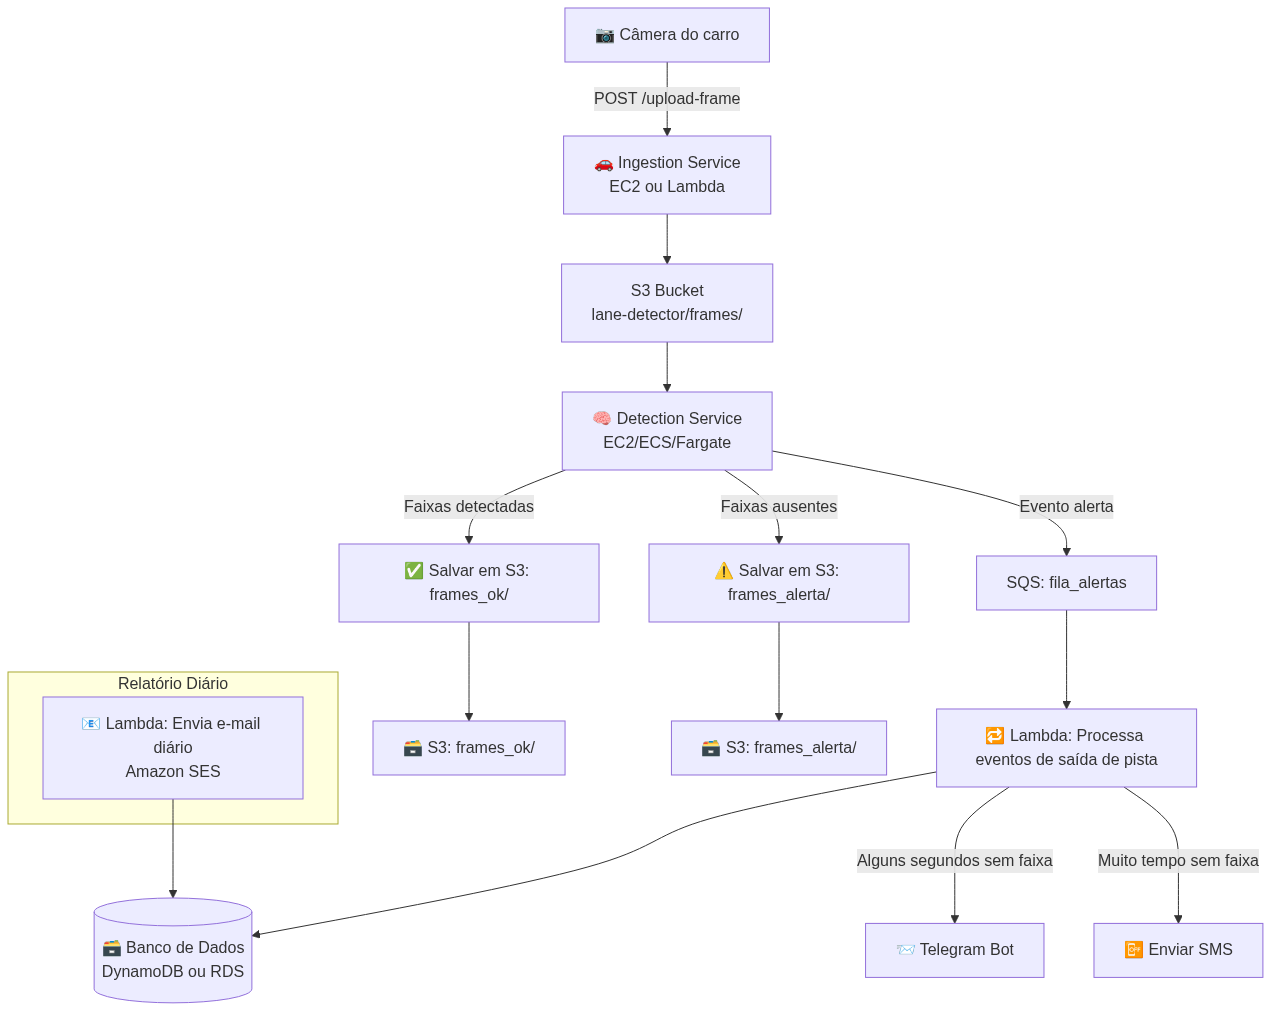 📷 Câmera do carro
POST /upload-frame
🚗 Ingestion Service
EC2 ou Lambda
S3 Bucket
lane-detector/frames/
🧠 Detection Service
EC2/ECS/Fargate
Faixas detectadas
Faixas ausentes
Evento alerta
✅ Salvar em S3:
frames_ok/
⚠️ Salvar em S3:
frames_alerta/
SQS: fila_alertas
Relatório Diário
📧 Lambda: Envia e-mail
diário
Amazon SES
🗃️ S3: frames_ok/
🗃️ S3: frames_alerta/
🔁 Lambda: Processa
eventos de saída de pista
Alguns segundos sem faixa
Muito tempo sem faixa
🗃️ Banco de Dados
DynamoDB ou RDS
📨 Telegram Bot
📴 Enviar SMS